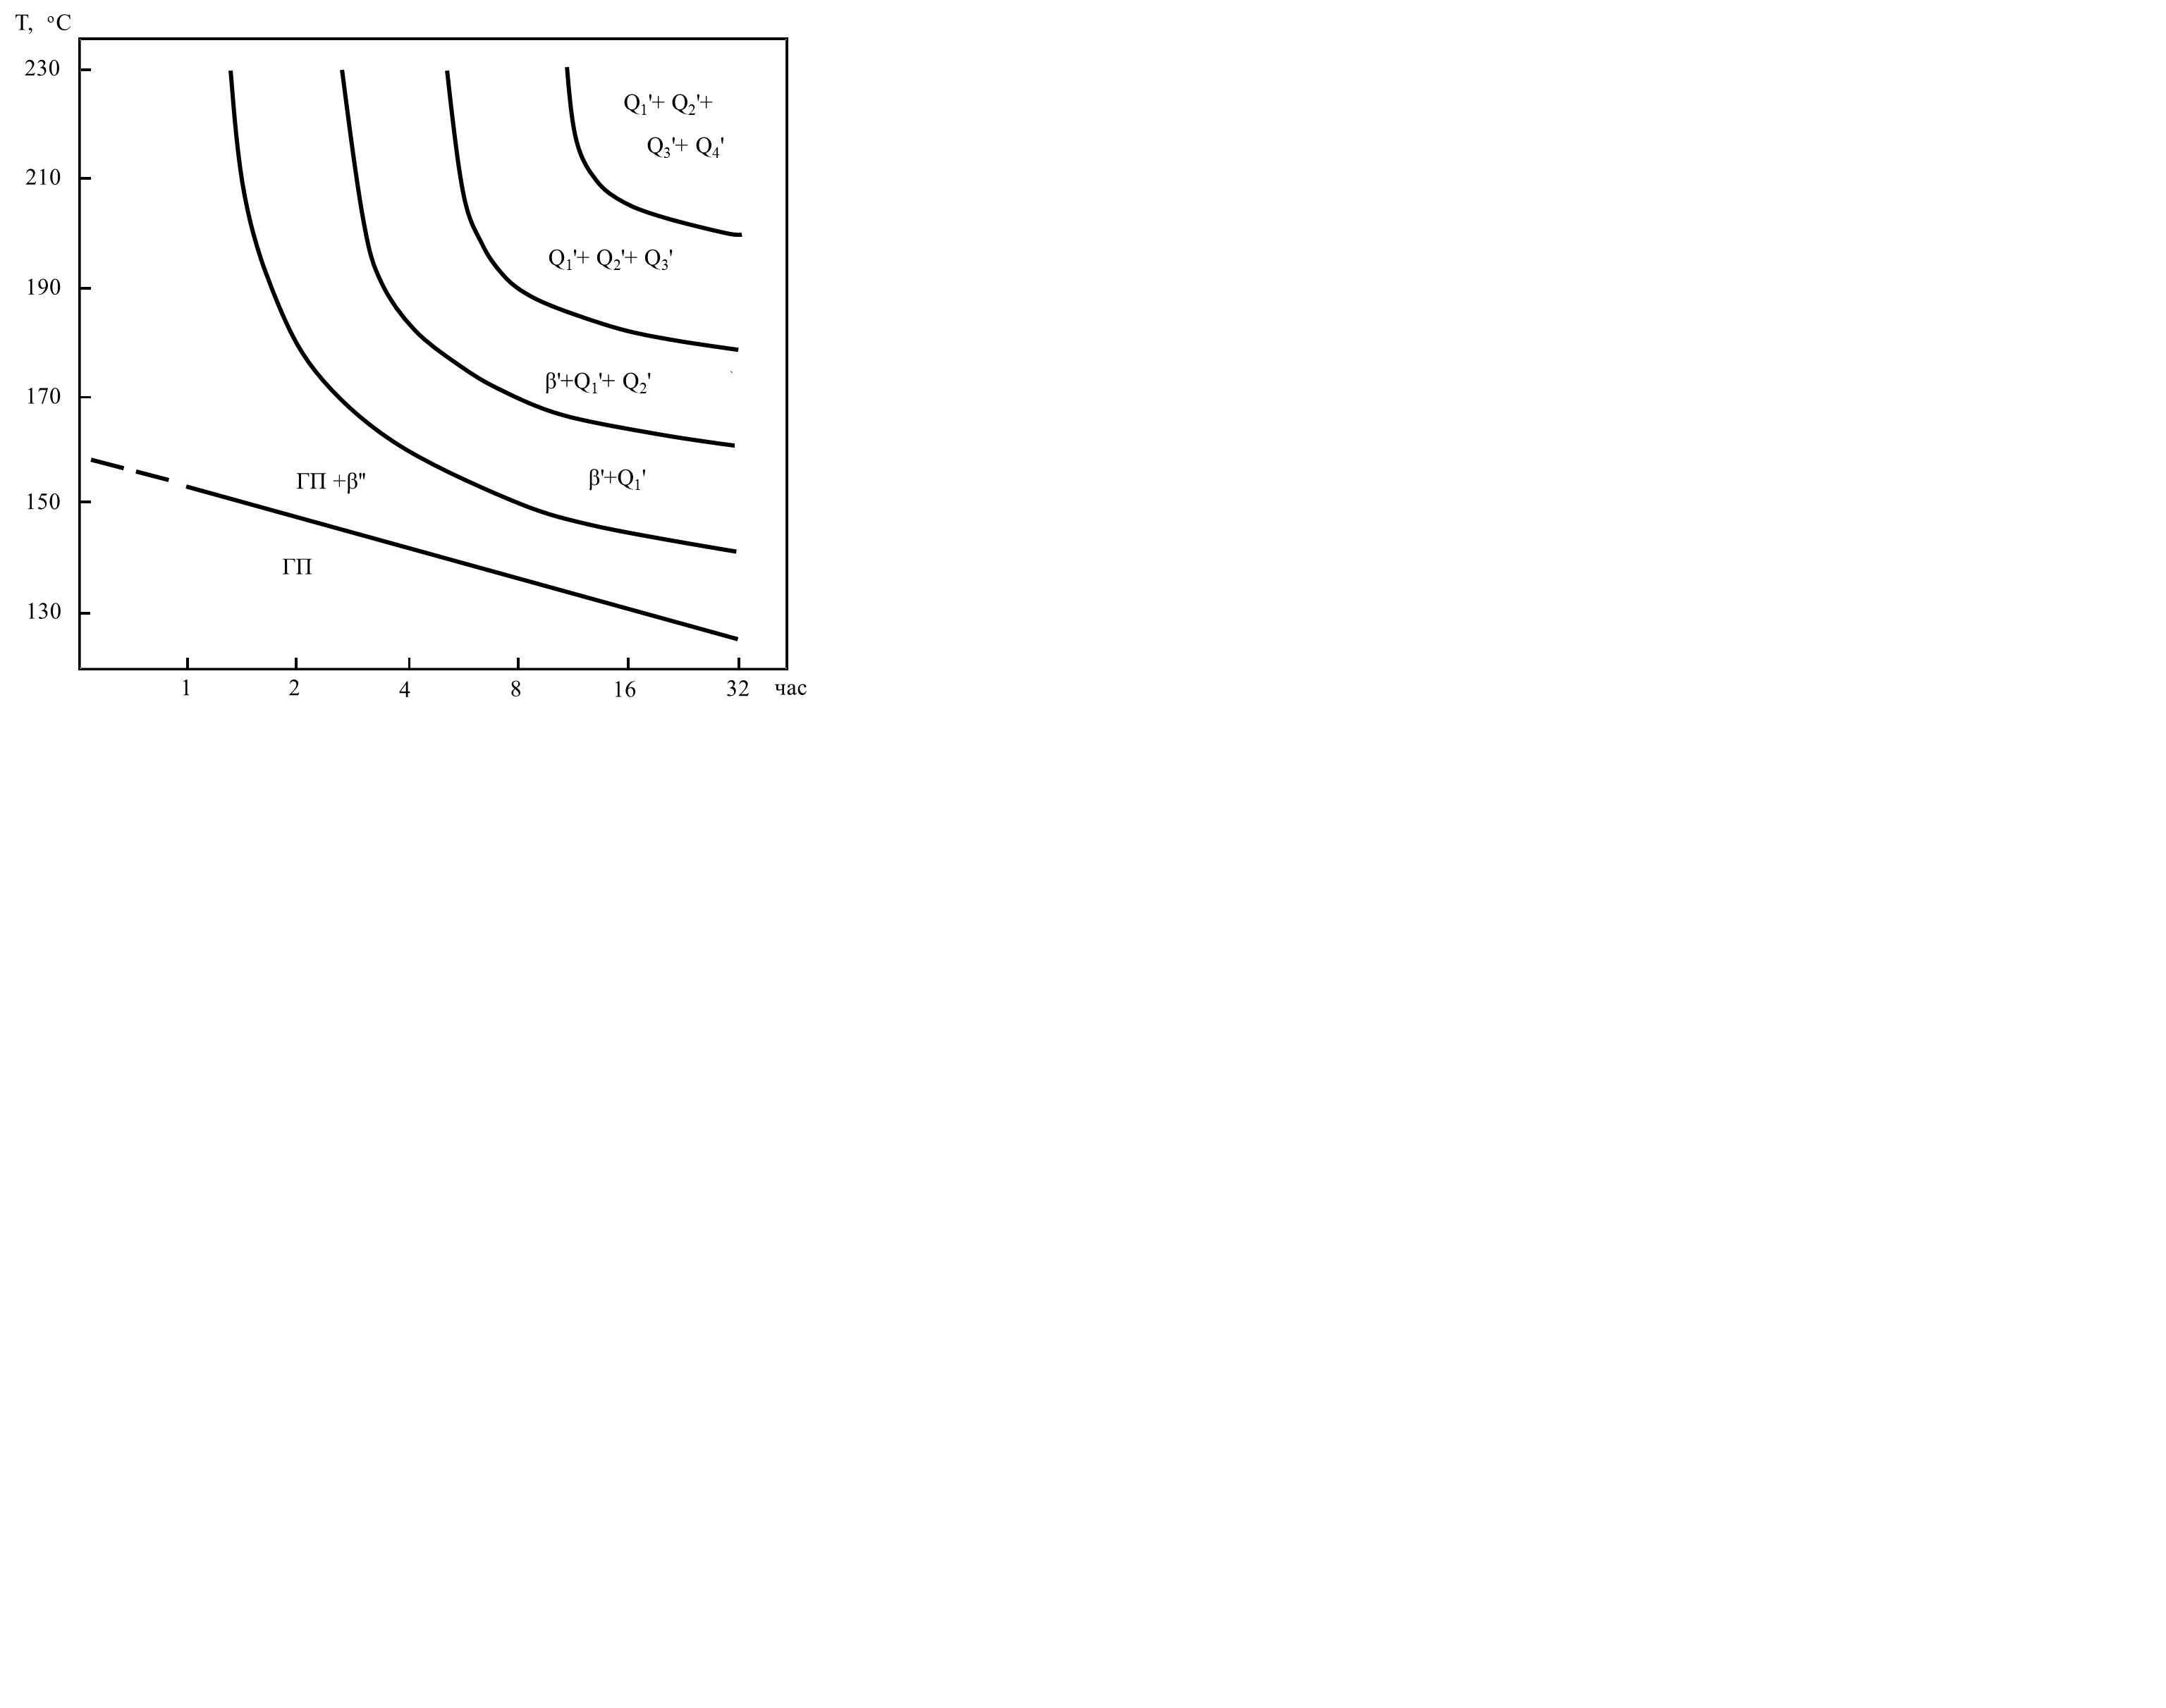 T, °C
230
Q₁'+ Q₂'+
Q₃'+ Q₄'
210
Q₁'+ Q₂'+ Q₃'
190
β'+Q₁'+ Q₂'
170
ГП +β"
β'+Q₁'
150
ГП
130
1 2 4 8 16 32 час